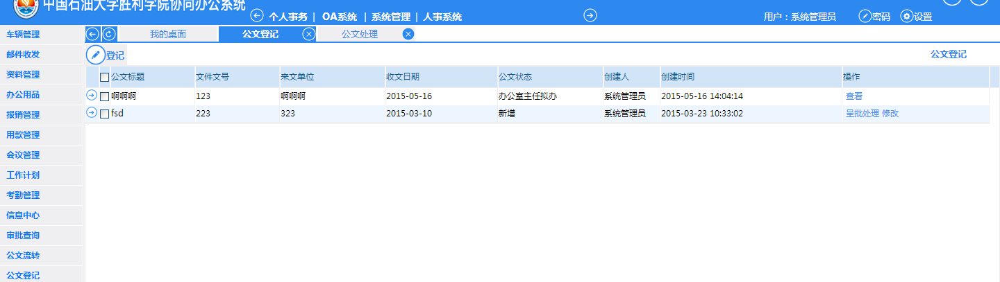 中国石油大学胜利学院协同办公系统
个人事务 | OA系统 | 系统管理 | 人事系统
用户：系统管理员 密码 设置
车辆管理
邮件收发
资料管理
办公用品
报销管理
用款管理
会议管理
工作计划
考勤管理
信息中心
审批查询
公文流转
公文登记
我的桌面 公文登记 公文处理
登记 公文登记
公文标题 文件文号 来文单位 收文日期 公文状态 创建人 创建时间 操作
啊啊啊 123 啊啊啊 2015-05-16 办公室主任拟办 系统管理员 2015-05-16 14:04:14 查看
fsd 223 323 2015-03-10 新增 系统管理员 2015-03-23 10:33:02 呈批处理 修改